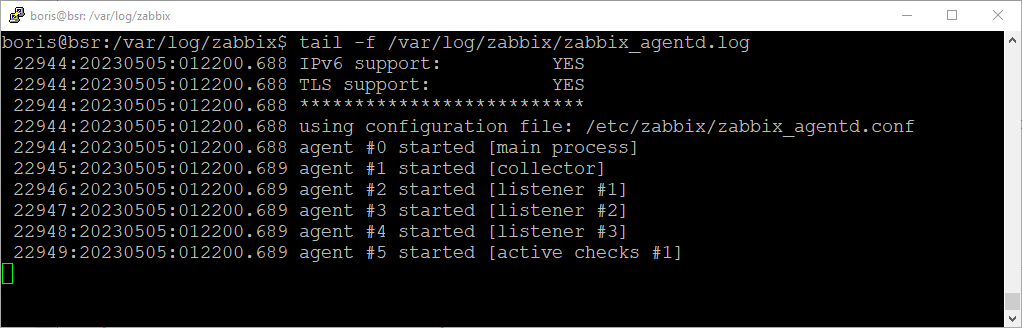 boris@bsr: /var/log/zabbix
boris@bsr:/var/log/zabbix$ tail -f /var/log/zabbix/zabbix_agentd.log
22944:20230505:012200.688 IPv6 support:          YES
22944:20230505:012200.688 TLS support:           YES
22944:20230505:012200.688 **************************
22944:20230505:012200.688 using configuration file: /etc/zabbix/zabbix_agentd.conf
22944:20230505:012200.688 agent #0 started [main process]
22945:20230505:012200.689 agent #1 started [collector]
22946:20230505:012200.689 agent #2 started [listener #1]
22947:20230505:012200.689 agent #3 started [listener #2]
22948:20230505:012200.689 agent #4 started [listener #3]
22949:20230505:012200.689 agent #5 started [active checks #1]